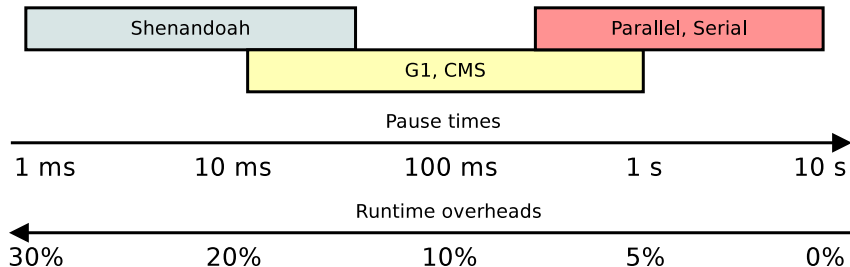 Shenandoah
Parallel, Serial
G1, CMS
Pause times
1 ms 10 ms 100 ms 1 s 10 s
Runtime overheads
30% 20% 10% 5% 0%